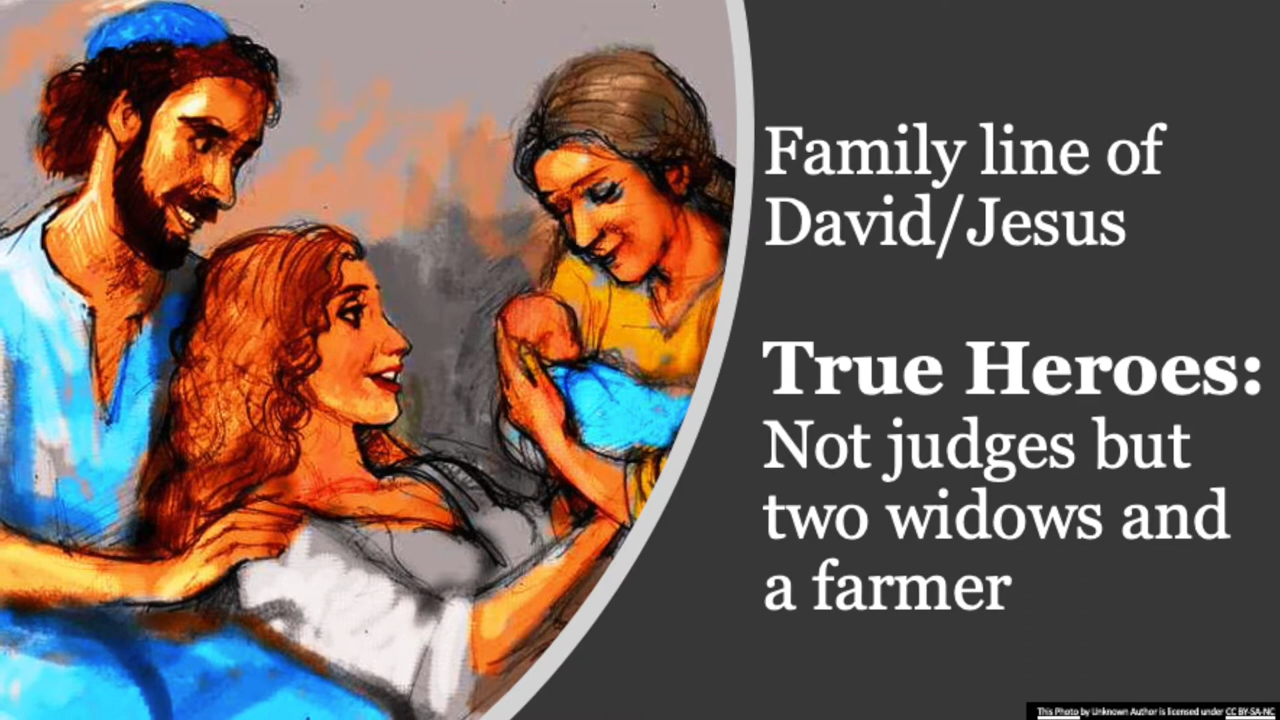 Family line of
David/Jesus
True Heroes:
Not judges but
two widows and
a farmer
This Photo by Unknown Author is licensed under CC BY-SA-NC